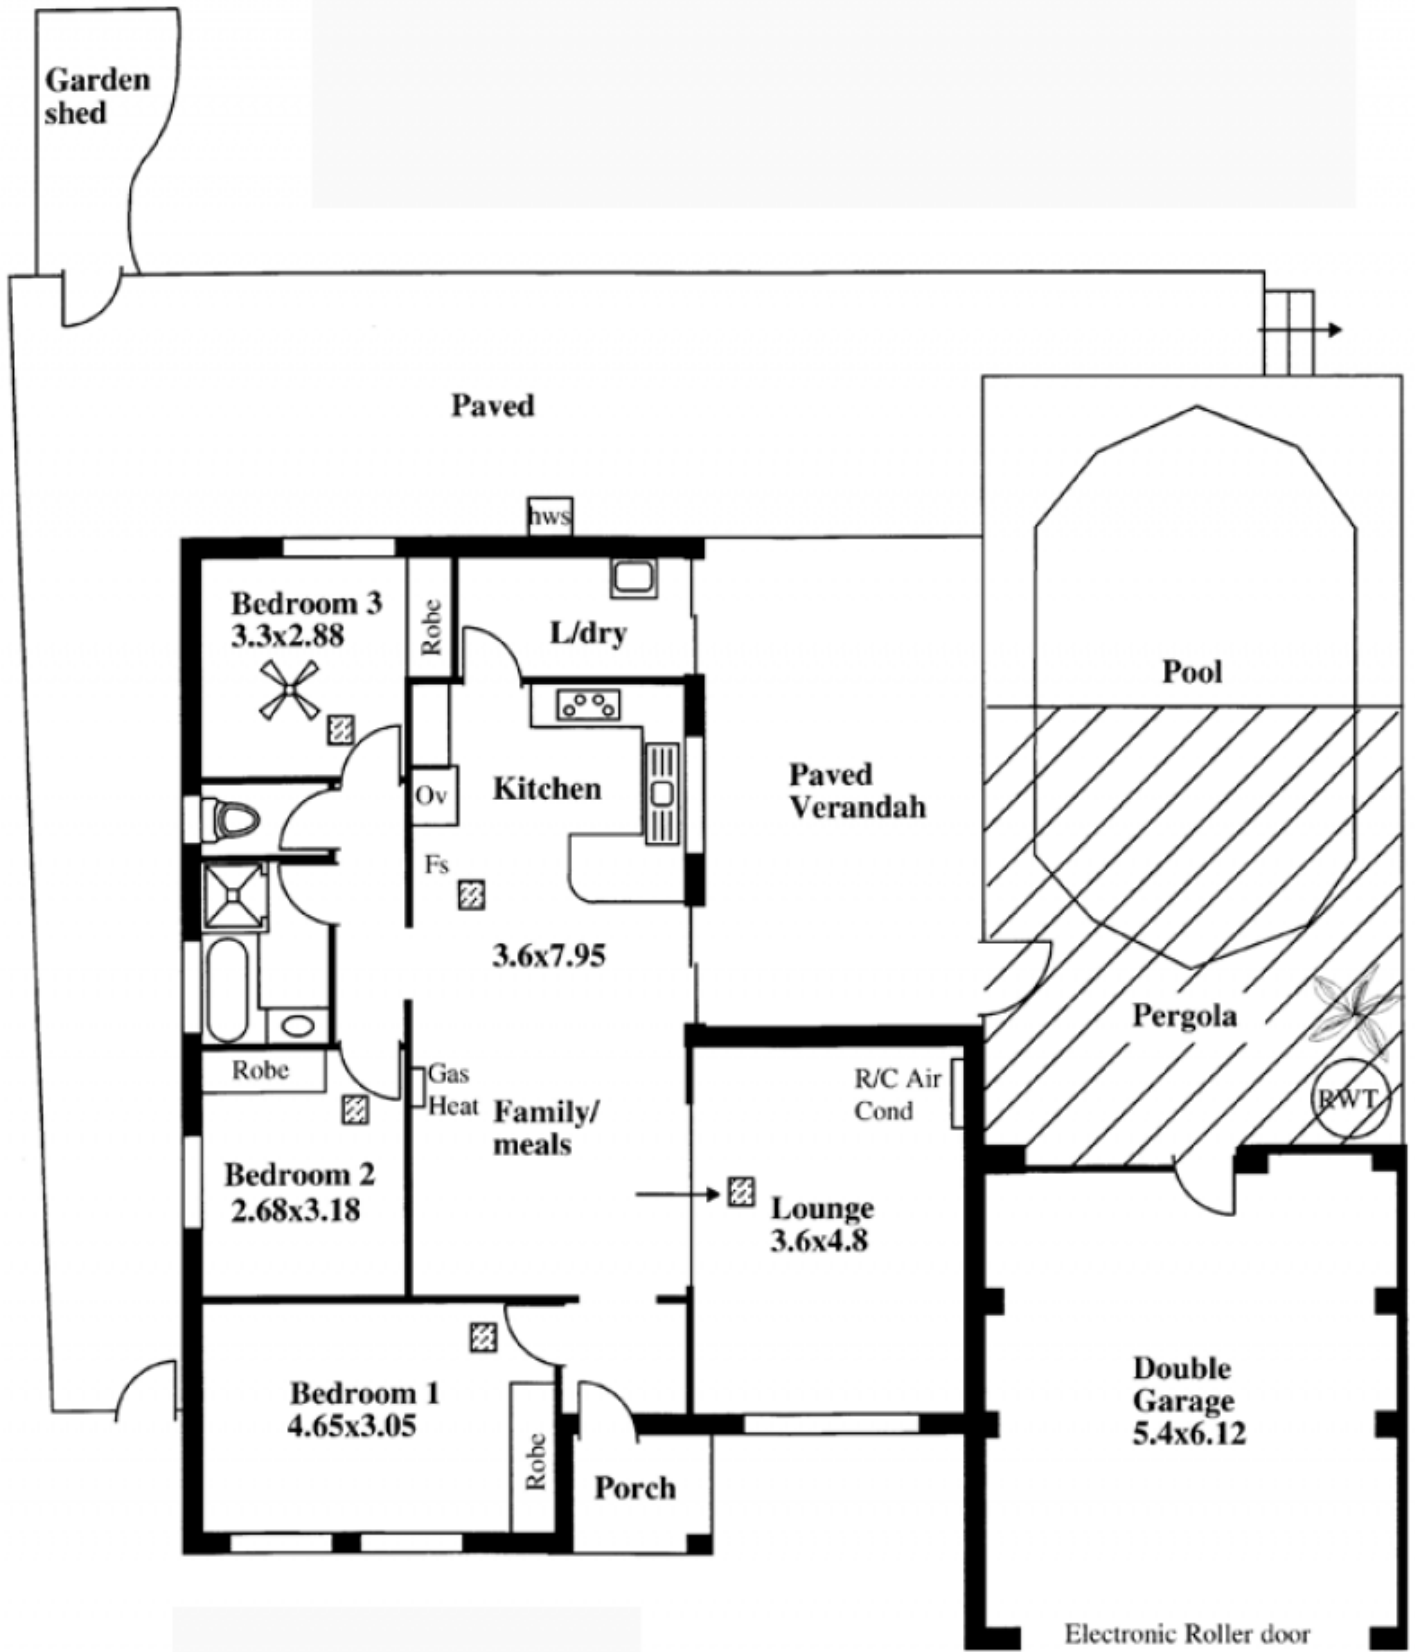 Garden
shed
Paved
hws
Bedroom 3
3.3x2.88
Robe
L/dry
Pool
Ov
Kitchen
Paved
Verandah
Fs
3.6x7.95
Pergola
Robe
Gas
Heat
R/C Air
Cond
RWT
Family/
meals
Bedroom 2
2.68x3.18
Lounge
3.6x4.8
Bedroom 1
4.65x3.05
Robe
Porch
Double
Garage
5.4x6.12
Electronic Roller door